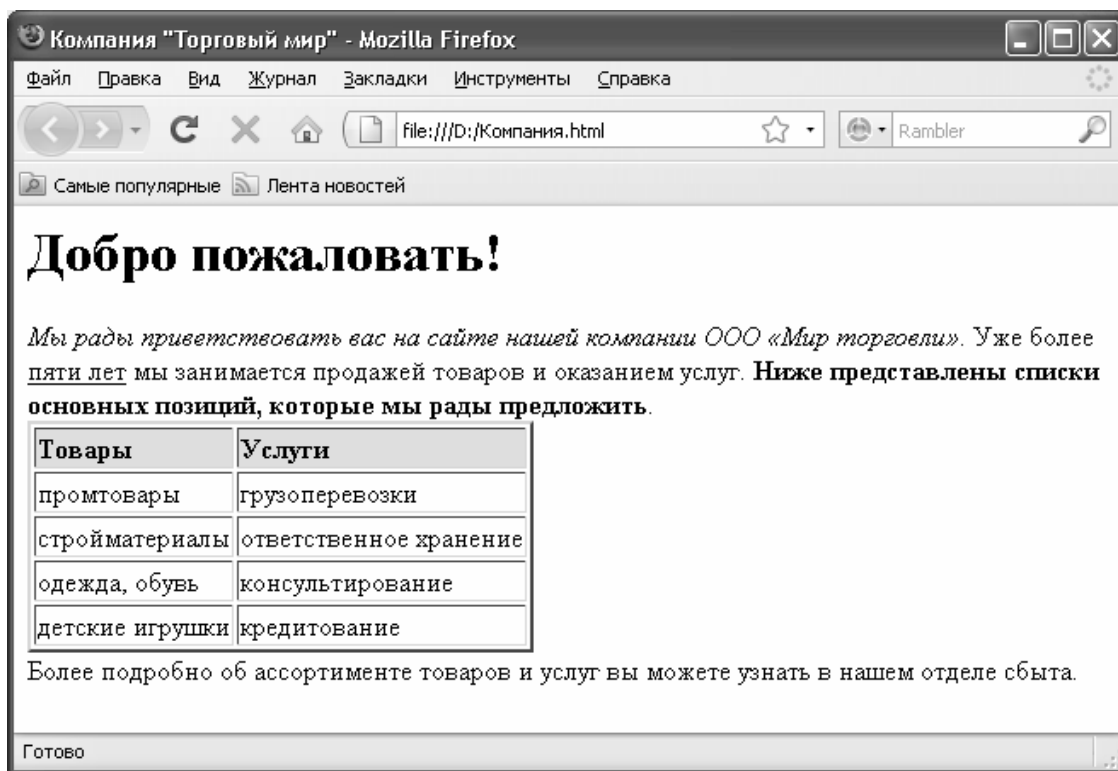 Компания "Торговый мир" - Mozilla Firefox
Файл Правка Вид Журнал Закладки Инструменты Справка
file:///D:/Компания.html Rambler
Самые популярные Лента новостей
Добро пожаловать!
Мы рады приветствовать вас на сайте нашей компании ООО «Мир торговли». Уже более
пяти лет мы занимается продажей товаров и оказанием услуг. Ниже представлены списки
основных позиций, которые мы рады предложить.
Товары Услуги
промтовары грузоперевозки
стройматериалы ответственное хранение
одежда, обувь консультирование
детские игрушки кредитование
Более подробно об ассортименте товаров и услуг вы можете узнать в нашем отделе сбыта.
Готово